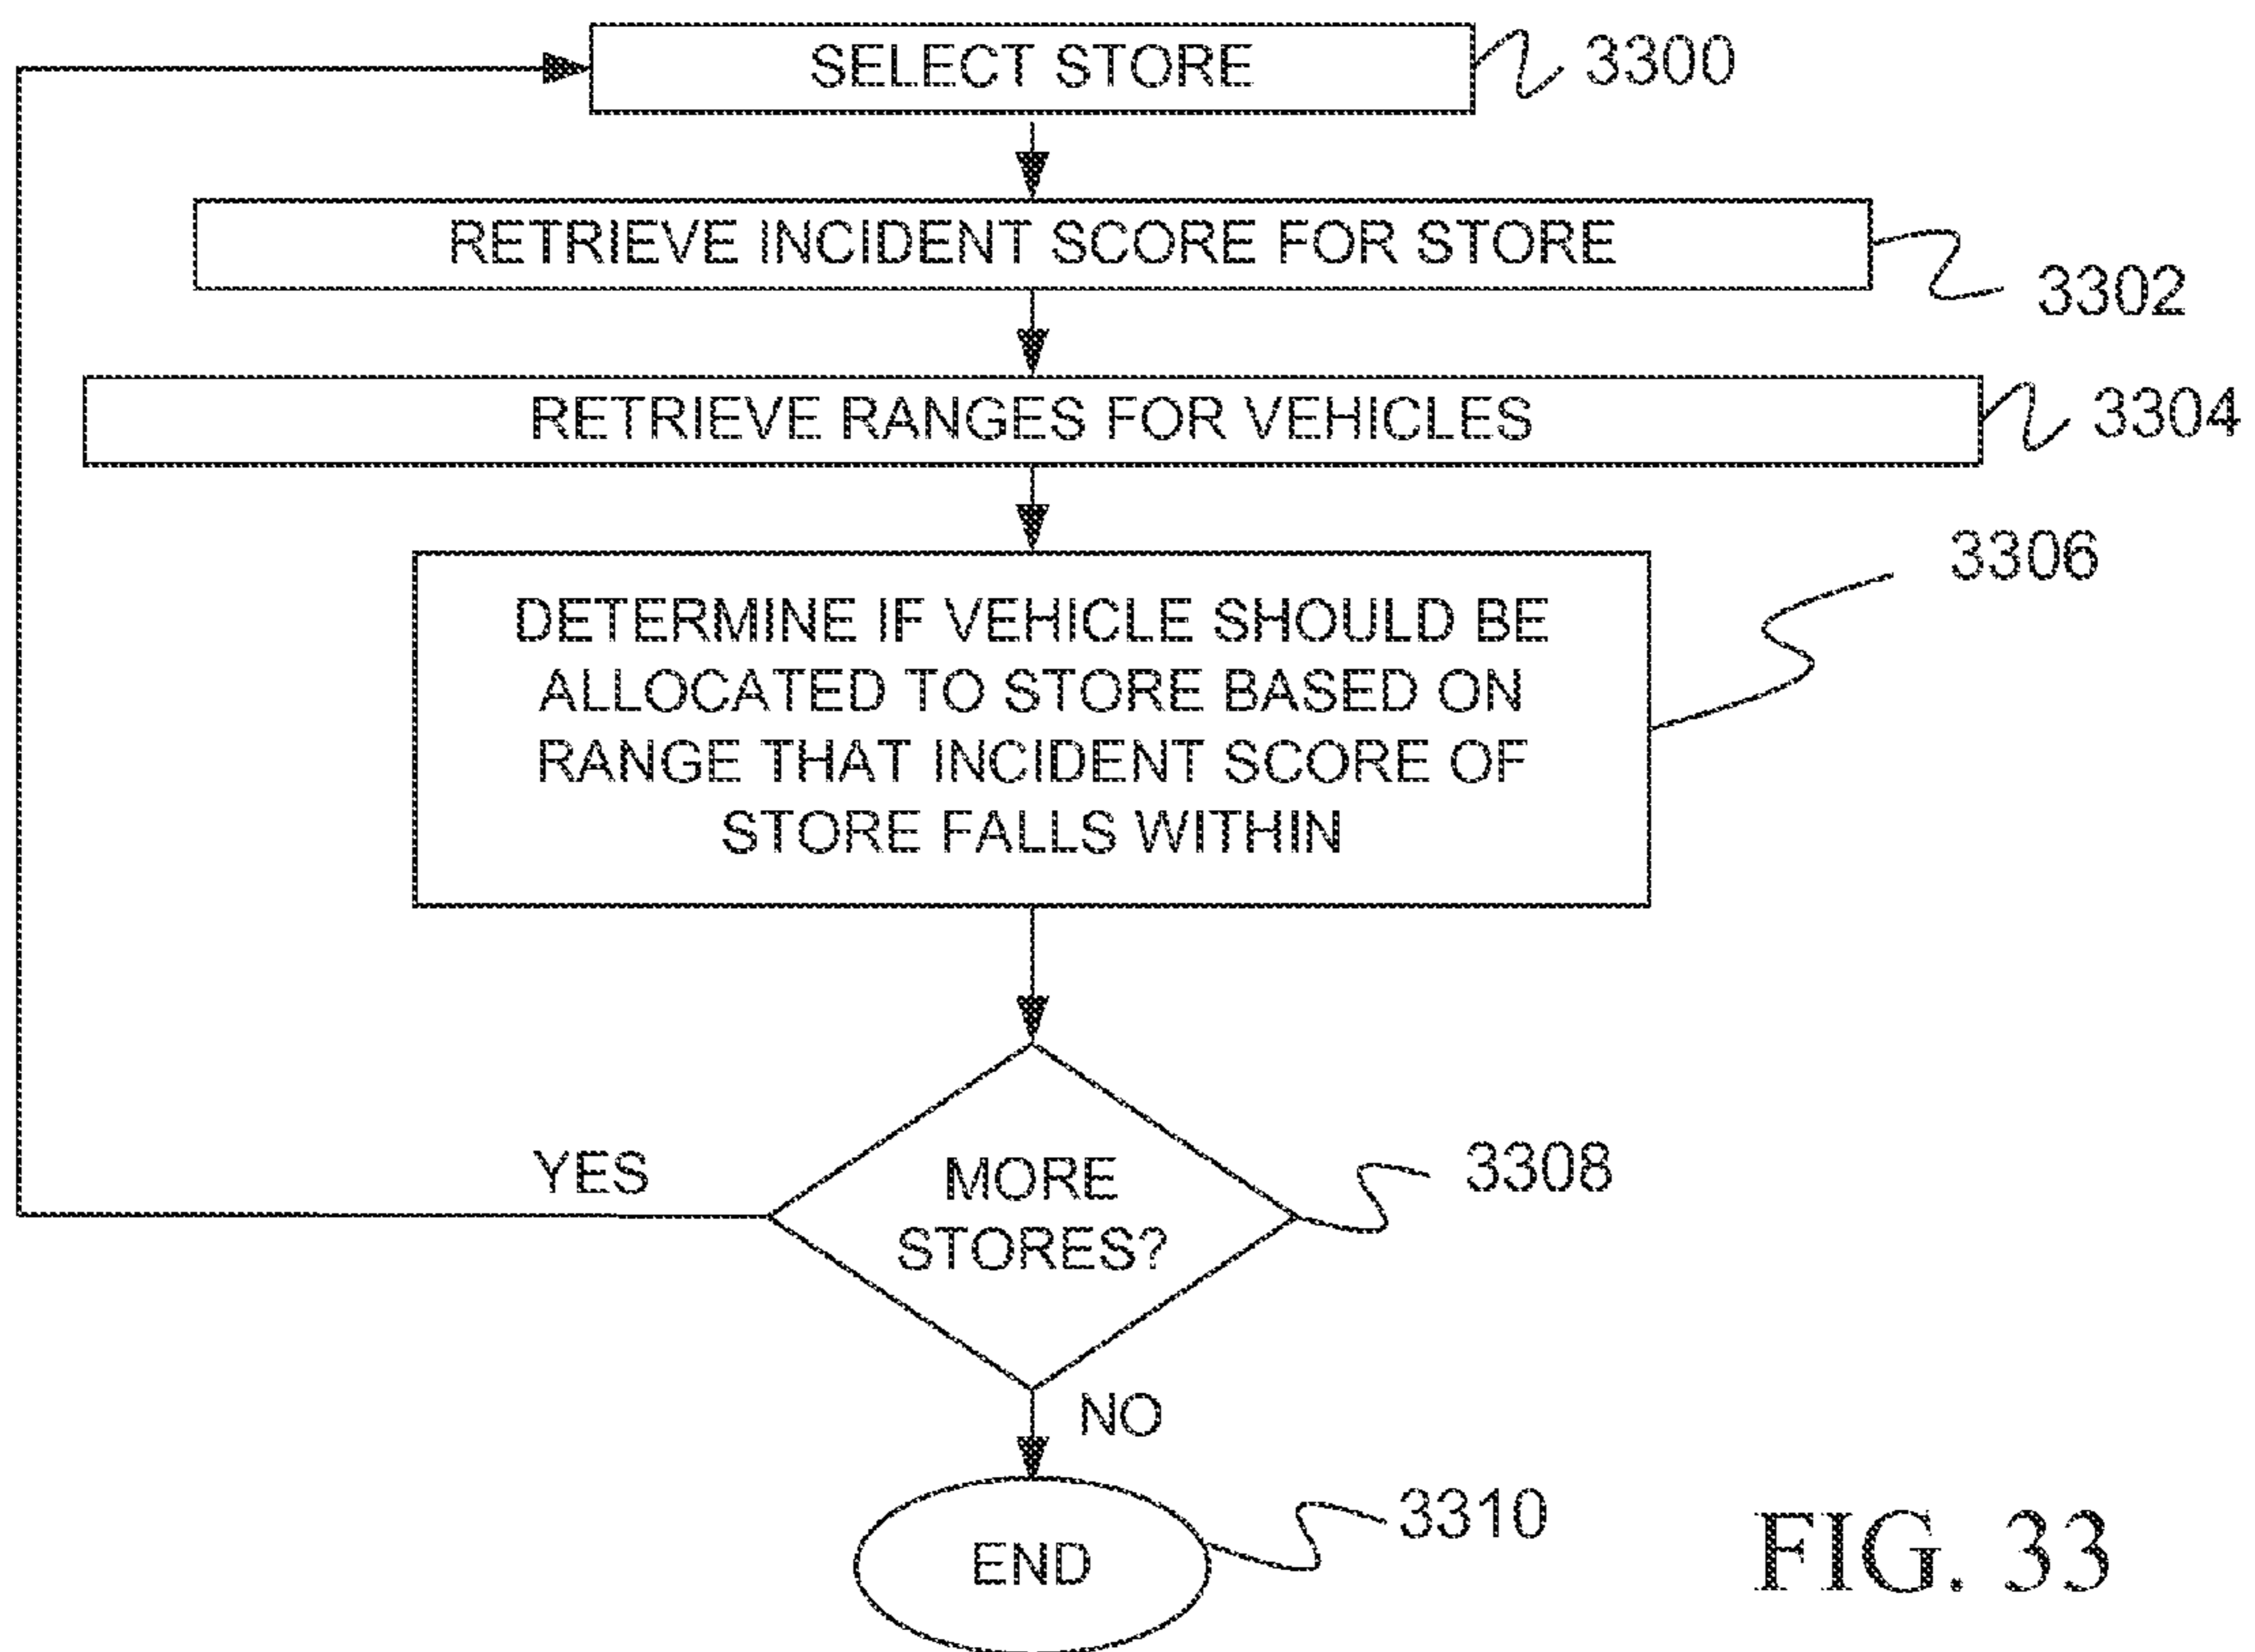 SELECT STORE
3300
RETRIEVE INCIDENT SCORE FOR STORE
3302
RETRIEVE RANGES FOR VEHICLES
3304
3306
DETERMINE IF VEHICLE SHOULD BE
ALLOCATED TO STORE BASED ON
RANGE THAT INCIDENT SCORE OF
STORE FALLS WITHIN
YES
MORE
STORES?
3308
NO
END
3310
FIG. 33